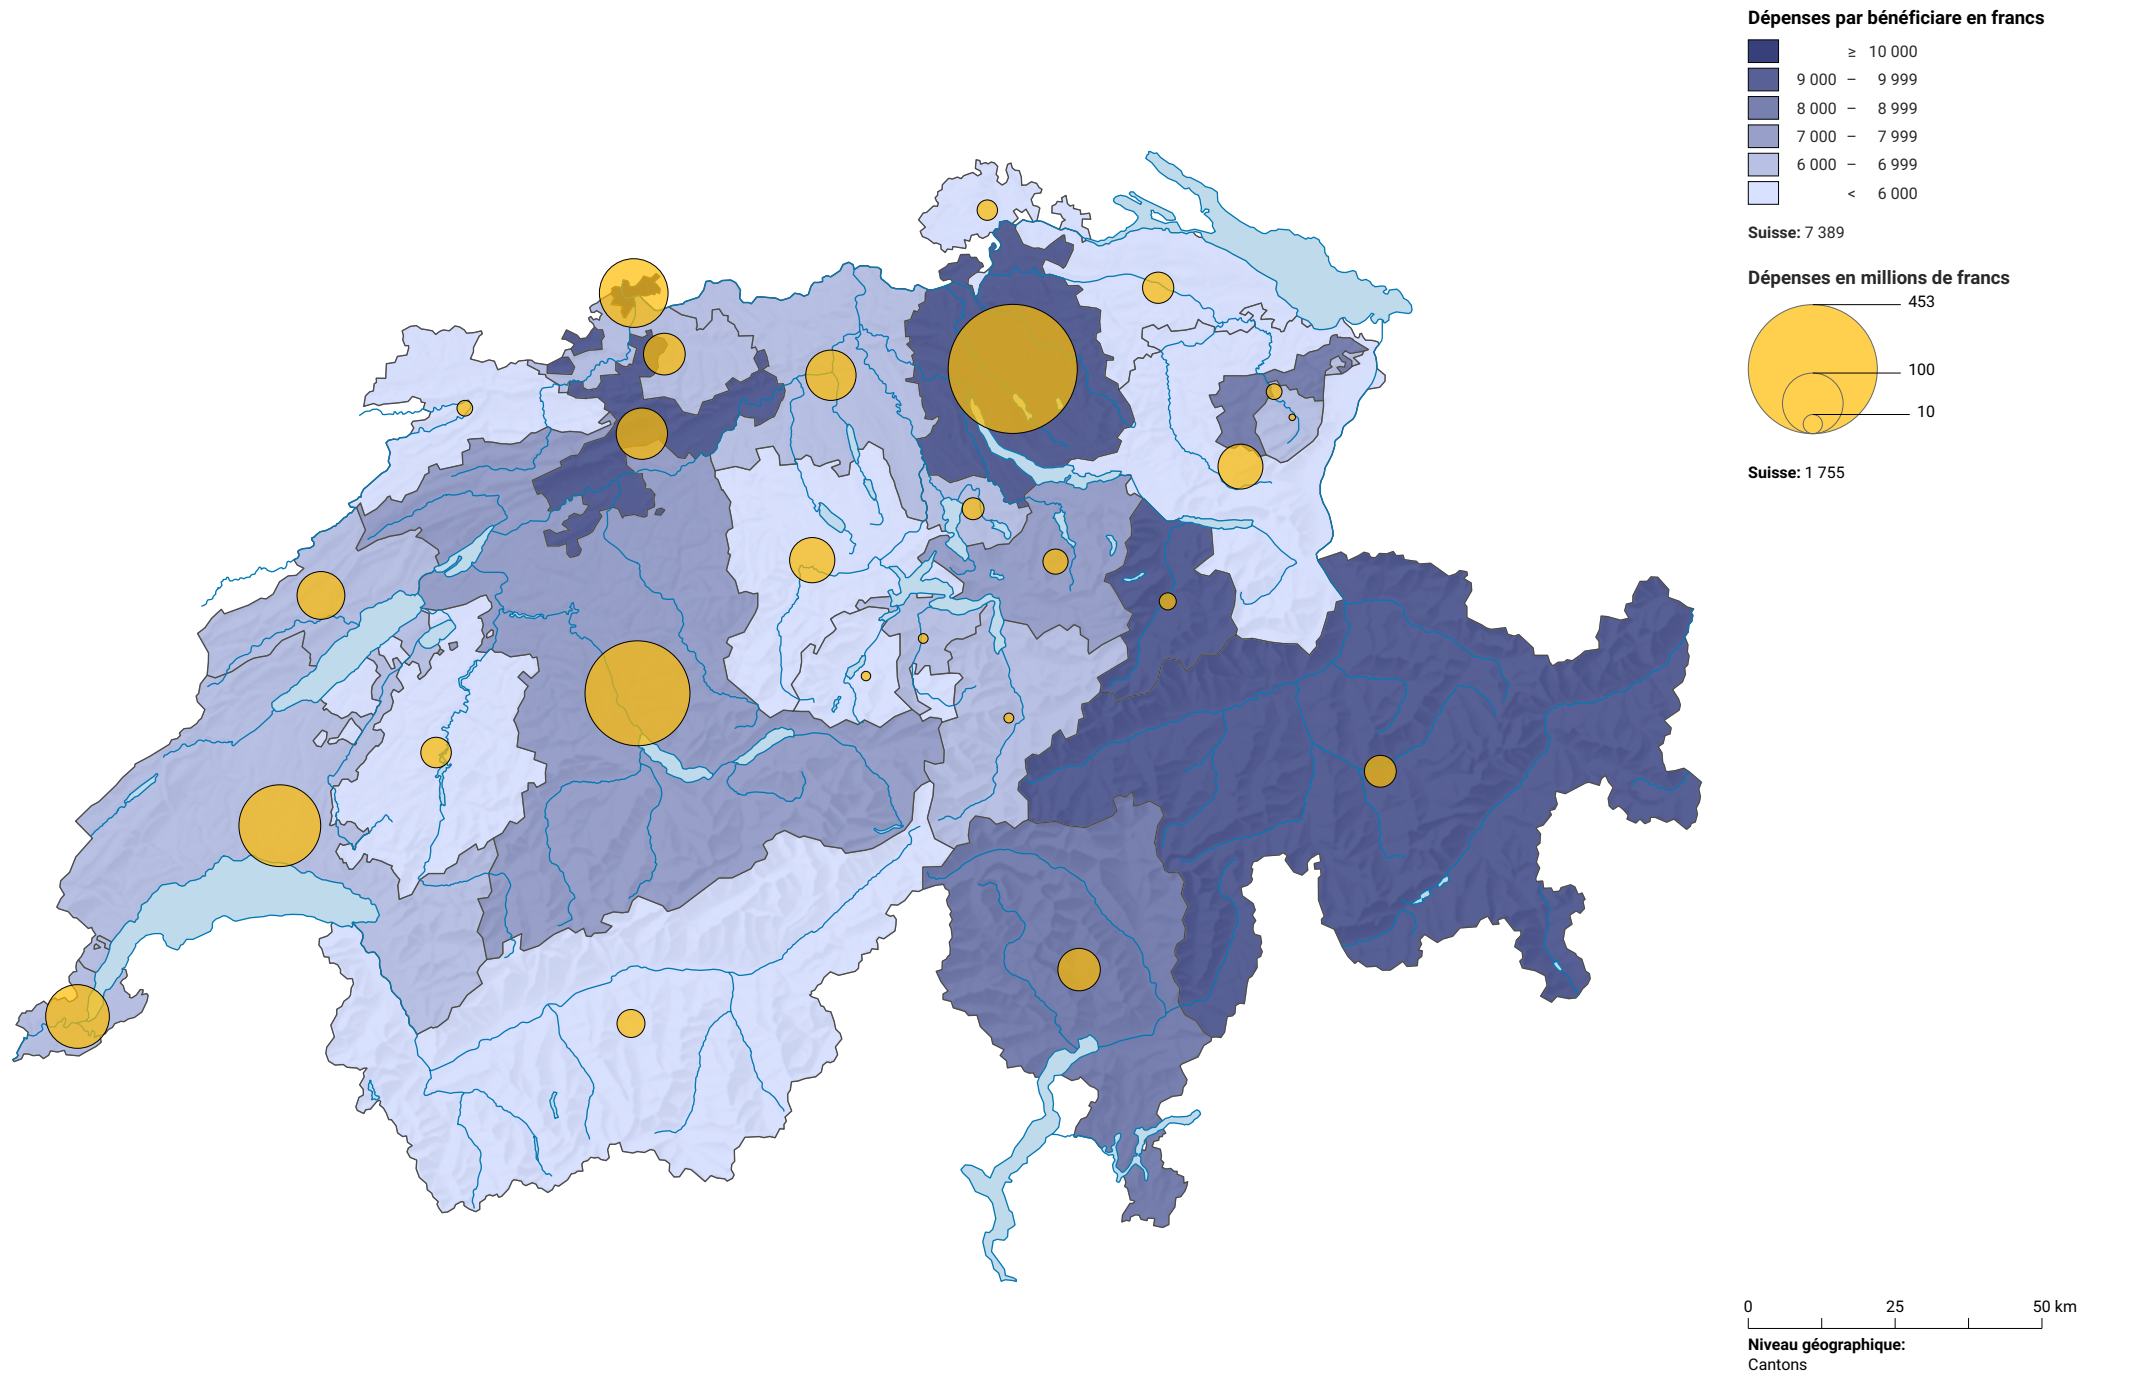 Dépenses par bénéficiare en francs
≥ 10 000
9 000 – 9 999
8 000 – 8 999
7 000 – 7 999
6 000 – 6 999
< 6 000
Suisse: 7 389
Dépenses en millions de francs
453
100
10
Suisse: 1 755
0 25 50 km
Niveau géographique:
Cantons